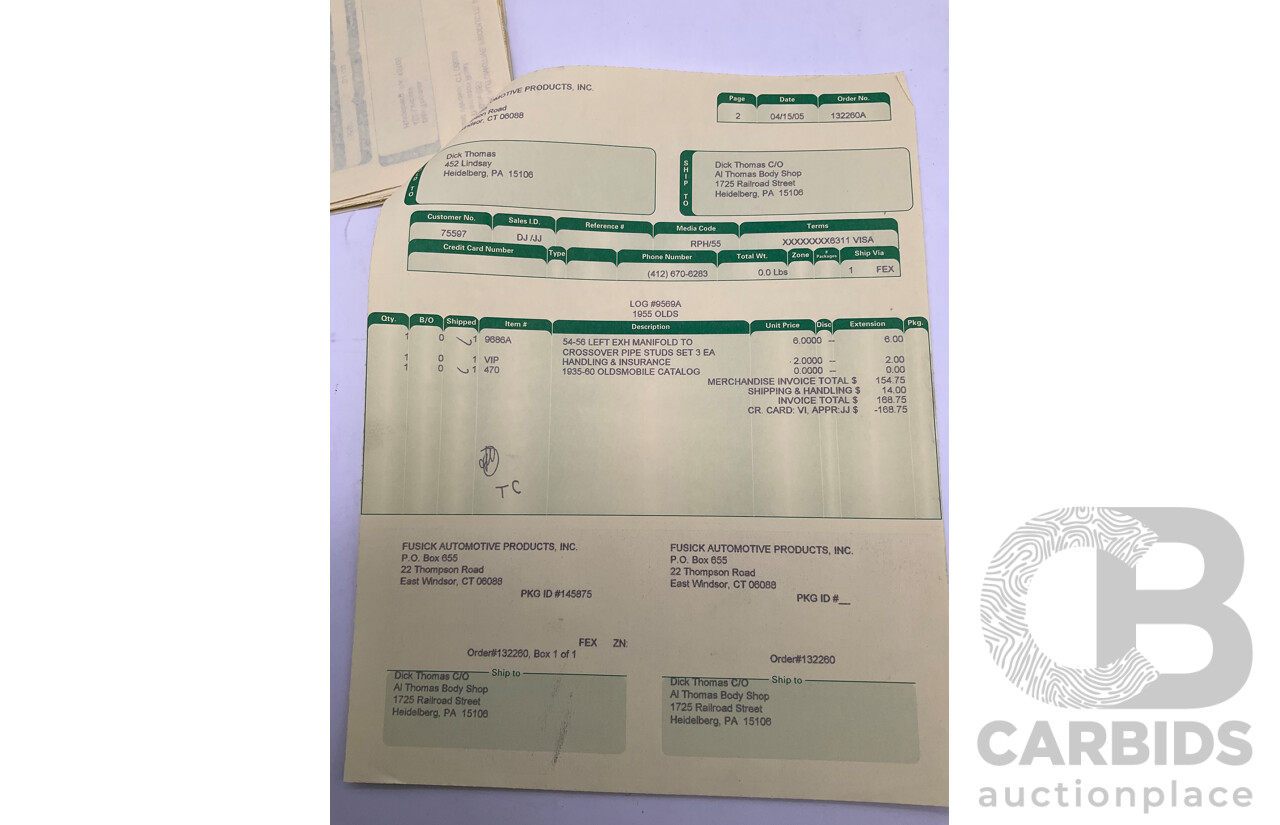 OMOTIVE PRODUCTS, INC.
son Road
ndsor, CT 06088
Page Date Order No.
2 04/15/05 132260A
Dick Thomas
452 Lindsay
Heidelberg, PA 15106
TO
SHIP TO
Dick Thomas C/O
Al Thomas Body Shop
1725 Railroad Street
Heidelberg, PA 15106
Customer No. Sales I.D. Reference # Media Code Terms
75597 DJ /JJ RPH/55 XXXXXXXX6311 VISA
Credit Card Number Type Phone Number Total Wt. Zone # Packages Ship Via
(412) 670-6263 0.0 Lbs 1 FEX
LOG #9569A
1955 OLDS
Qty. B/O Shipped Item # Description Unit Price Disc Extension Pkg.
1 0 1 9686A 54-56 LEFT EXH MANIFOLD TO 6.0000 -- 6.00
CROSSOVER PIPE STUDS SET 3 EA
1 0 1 VIP HANDLING & INSURANCE 2.0000 -- 2.00
1 0 1 470 1935-60 OLDSMOBILE CATALOG 0.0000 -- 0.00
MERCHANDISE INVOICE TOTAL $ 154.75
SHIPPING & HANDLING $ 14.00
INVOICE TOTAL $ 168.75
CR. CARD: VI, APPR:JJ $ -168.75
TC
FUSICK AUTOMOTIVE PRODUCTS, INC.
P.O. Box 655
22 Thompson Road
East Windsor, CT 06088
PKG ID #145875
FEX ZN:
Order#132260, Box 1 of 1
Ship to
Dick Thomas C/O
Al Thomas Body Shop
1725 Railroad Street
Heidelberg, PA 15106
FUSICK AUTOMOTIVE PRODUCTS, INC.
P.O. Box 655
22 Thompson Road
East Windsor, CT 06088
PKG ID #__
Order#132260
Ship to
Dick Thomas C/O
Al Thomas Body Shop
1725 Railroad Street
Heidelberg, PA 15106
CB
CARBIDS
auctionplace